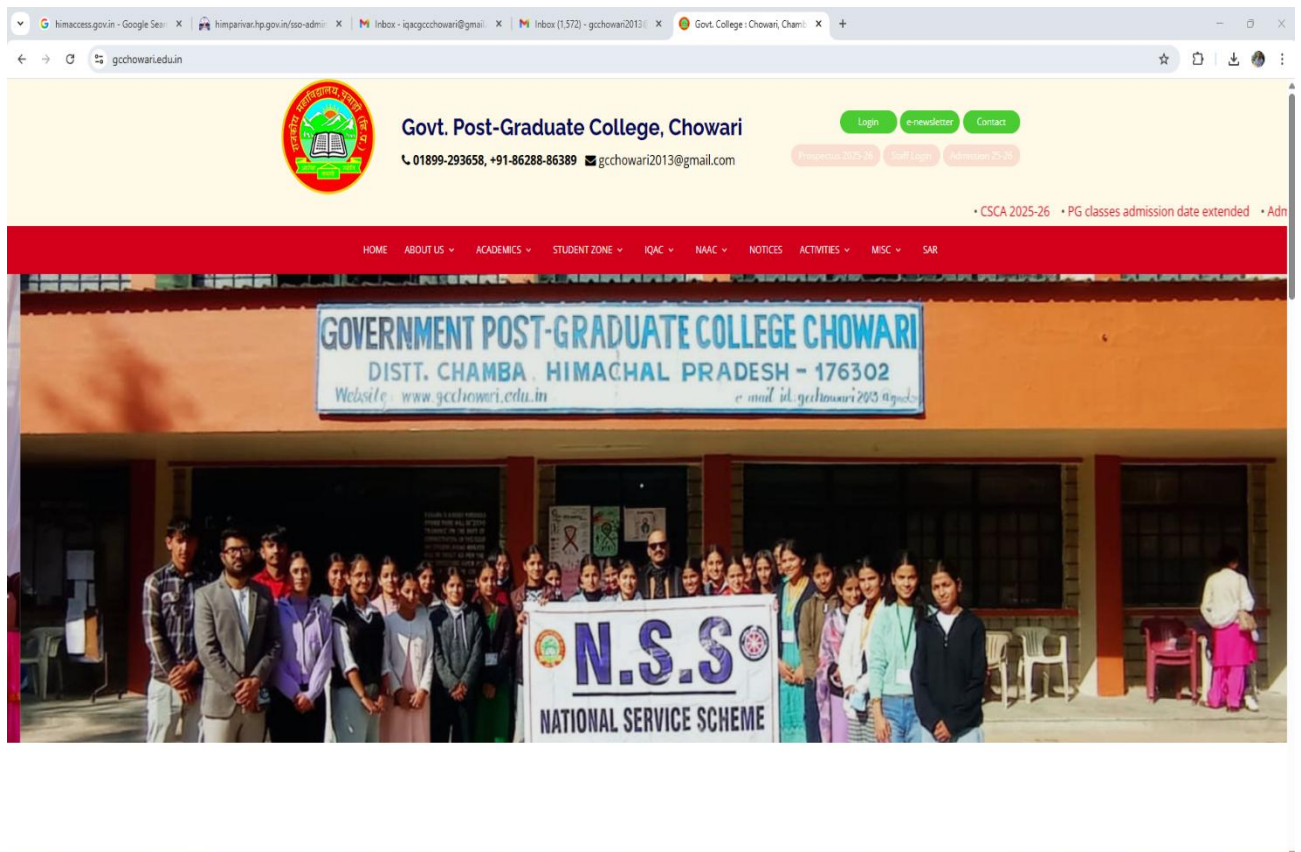 himaccess.gov.in - Google Sear
himparivar.hp.gov.in/sso-admin
Inbox - iqacgcchowari@gmail.
Inbox (1,572) - gcchowari2013@
Govt. College : Chowari, Chamb
gcchowari.edu.in
Govt. Post-Graduate College, Chowari
01899-293658, +91-86288-86389 gcchowari2013@gmail.com
Login e-newsletter Contact
Prospectus 2025-26 Staff Login Admission 25-26
• CSCA 2025-26 • PG classes admission date extended • Adm
HOME ABOUT US ACADEMICS STUDENT ZONE IQAC NAAC NOTICES ACTIVITIES MISC SAR
GOVERNMENT POST-GRADUATE COLLEGE CHOWARI
DISTT. CHAMBA. HIMACHAL PRADESH - 176302
Website: www.gcchowari.edu.in e-mail id. gcchowari2013@gmail
N.S.S
NATIONAL SERVICE SCHEME